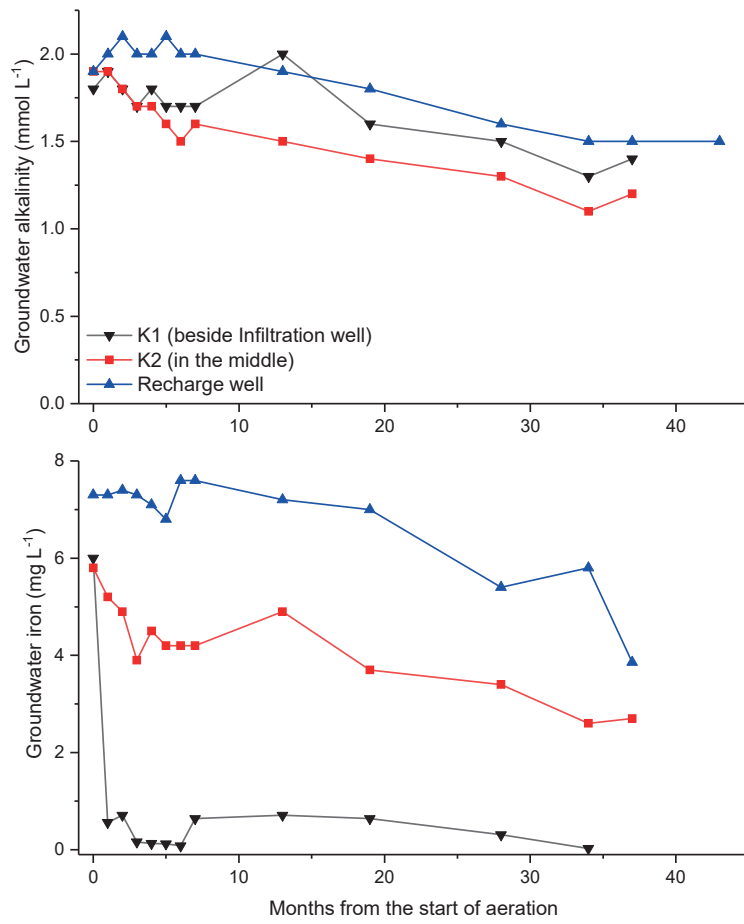 Groundwater alkalinity (mmol L-1)
2.0
1.5
1.0
0.5
0.0
K1 (beside Infiltration well)
K2 (in the middle)
Recharge well
0 10 20 30 40
Groundwater iron (mg L-1)
8
6
4
2
0
0 10 20 30 40
Months from the start of aeration